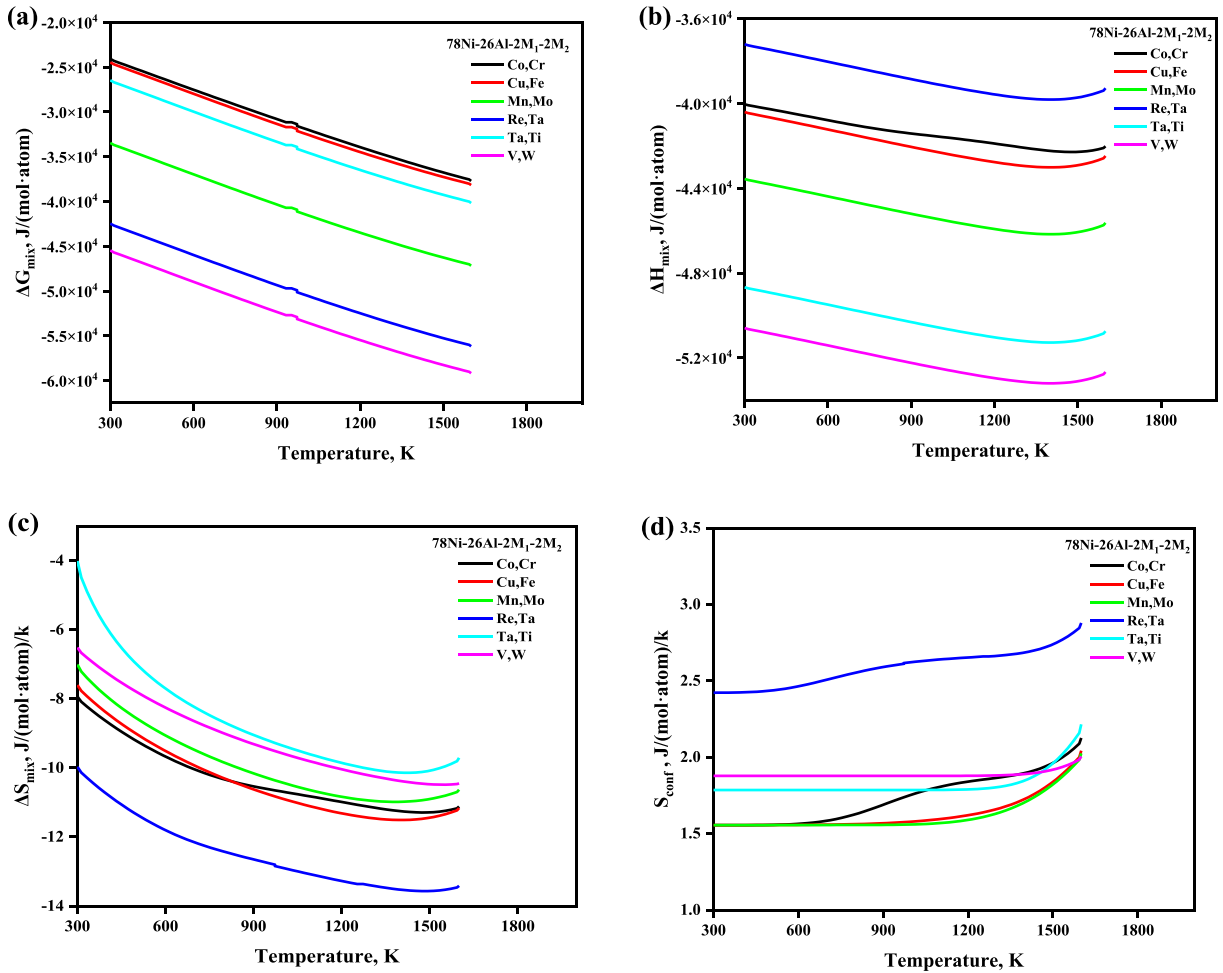 (a)
-2.0×10⁴
-2.5×10⁴
-3.0×10⁴
-3.5×10⁴
-4.0×10⁴
-4.5×10⁴
-5.0×10⁴
-5.5×10⁴
-6.0×10⁴
ΔG_mix, J/(mol·atom)
78Ni-26Al-2M₁-2M₂
Co,Cr
Cu,Fe
Mn,Mo
Re,Ta
Ta,Ti
V,W
300 600 900 1200 1500 1800
Temperature, K
(b)
-3.6×10⁴
-4.0×10⁴
-4.4×10⁴
-4.8×10⁴
-5.2×10⁴
ΔH_mix, J/(mol·atom)
78Ni-26Al-2M₁-2M₂
Co,Cr
Cu,Fe
Mn,Mo
Re,Ta
Ta,Ti
V,W
300 600 900 1200 1500 1800
Temperature, K
(c)
-4
-6
-8
-10
-12
-14
ΔS_mix, J/(mol·atom)/k
78Ni-26Al-2M₁-2M₂
Co,Cr
Cu,Fe
Mn,Mo
Re,Ta
Ta,Ti
V,W
300 600 900 1200 1500 1800
Temperature, K
(d)
3.5
3.0
2.5
2.0
1.5
1.0
S_conf , J/(mol·atom)/k
78Ni-26Al-2M₁-2M₂
Co,Cr
Cu,Fe
Mn,Mo
Re,Ta
Ta,Ti
V,W
300 600 900 1200 1500 1800
Temperature, K